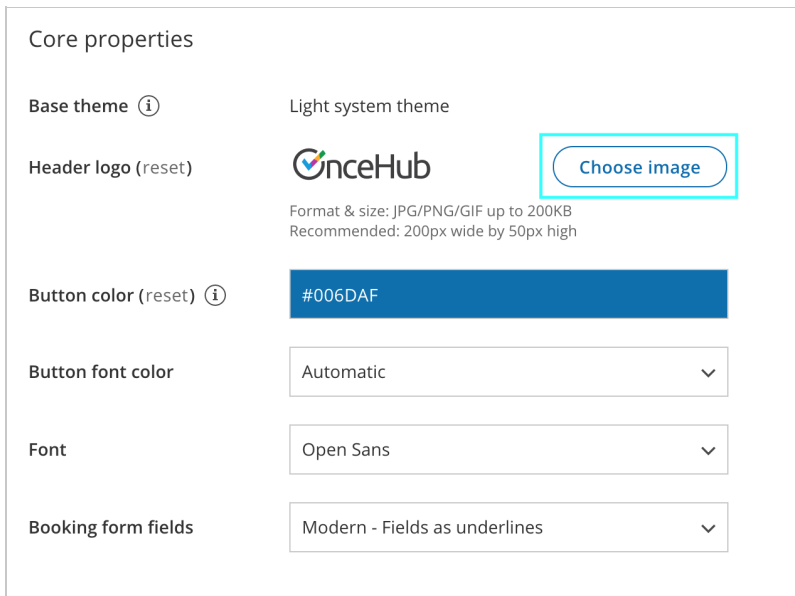 Core properties
Base theme
Light system theme
Header logo (reset)
OnceHub
Choose image
Format & size: JPG/PNG/GIF up to 200KB
Recommended: 200px wide by 50px high
Button color (reset)
#006DAF
Button font color
Automatic
Font
Open Sans
Booking form fields
Modern - Fields as underlines